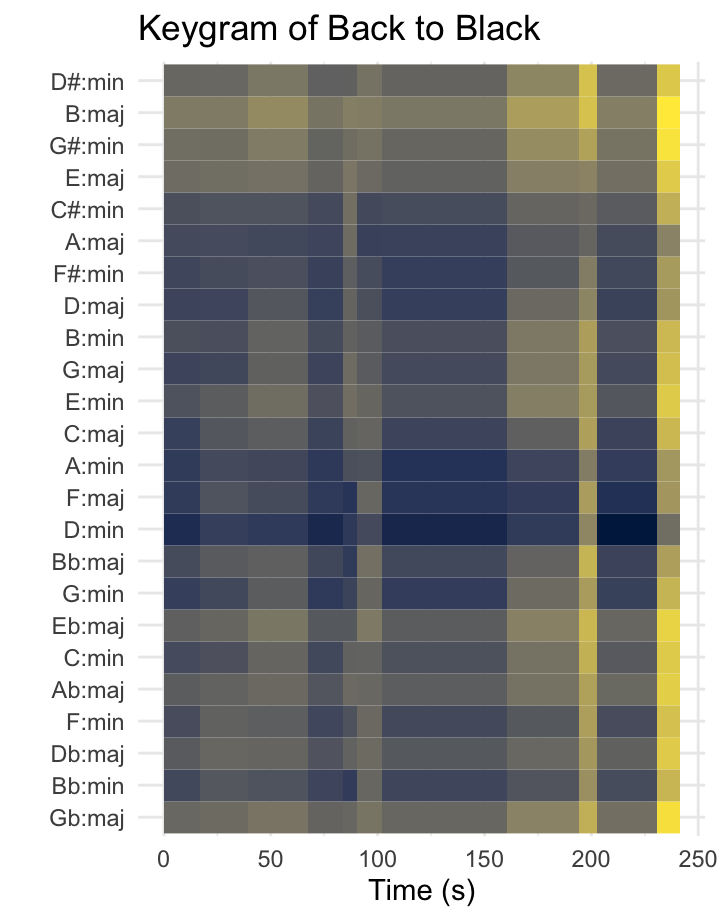 Keygram of Back to Black
D#:min
B:maj
G#:min
E:maj
C#:min
A:maj
F#:min
D:maj
B:min
G:maj
E:min
C:maj
A:min
F:maj
D:min
Bb:maj
G:min
Eb:maj
C:min
Ab:maj
F:min
Db:maj
Bb:min
Gb:maj
0 50 100 150 200 250
Time (s)